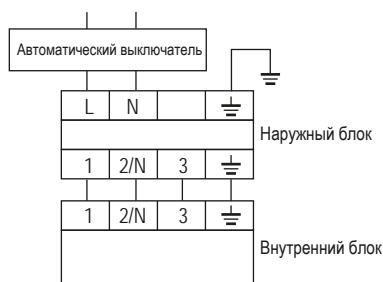 Автоматический выключатель
L N
Наружный блок
1 2/N 3
1 2/N 3
Внутренний блок